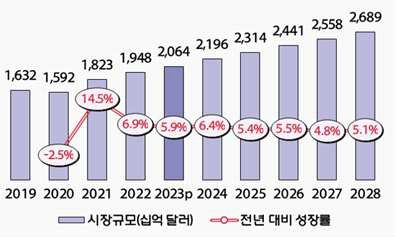 1,632 1,592 1,823 1,948 2,064 2,196 2,314 2,441 2,558 2,689
-2.5% 14.5% 6.9% 5.9% 6.4% 5.4% 5.5% 4.8% 5.1%
2019 2020 2021 2022 2023p 2024 2025 2026 2027 2028
시장규모(십억 달러) 전년 대비 성장률